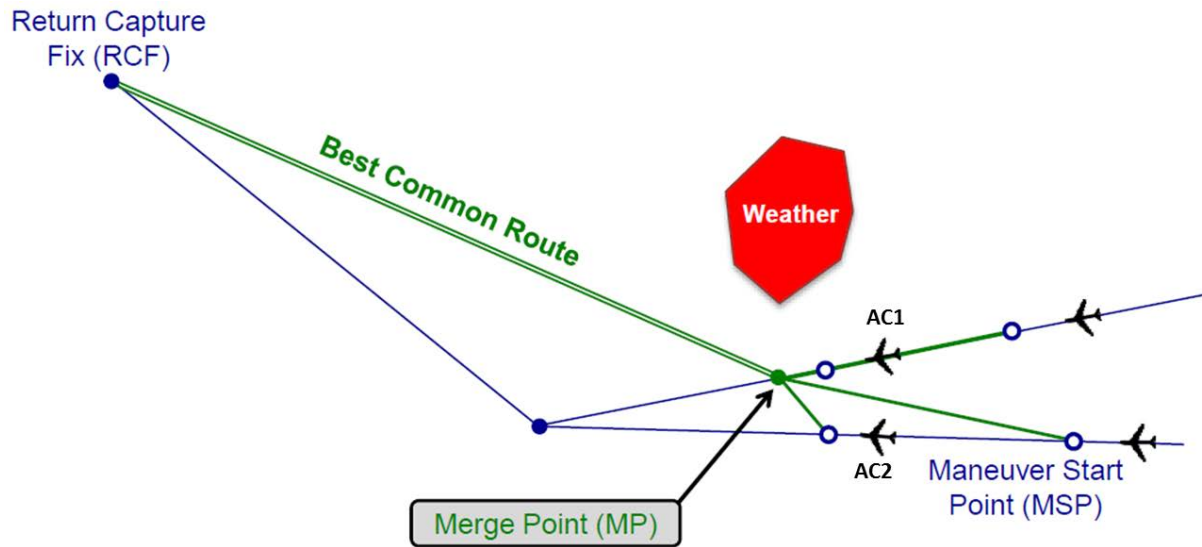 Return Capture
Fix (RCF)
Best Common Route
Weather
AC1
AC2
Maneuver Start
Point (MSP)
Merge Point (MP)